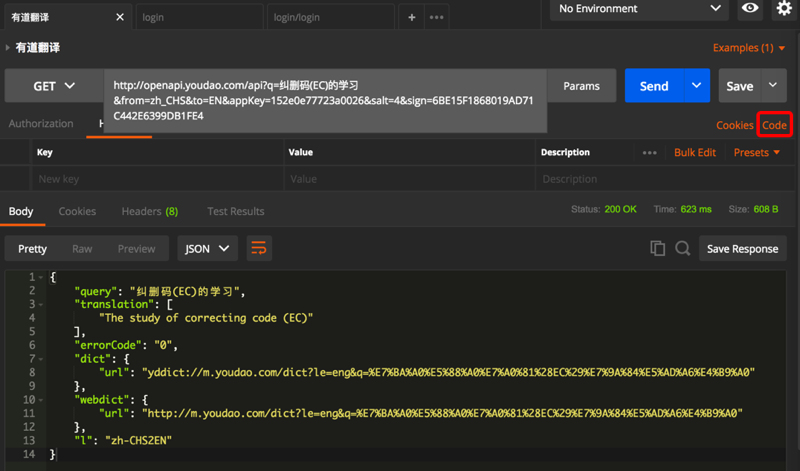 有道翻译
login
login/login
No Environment
有道翻译
Examples (1)
GET
http://openapi.youdao.com/api?q=纠删码(EC)的学习
&from=zh_CHS&to=EN&appKey=152e0e77723a0026&salt=4&sign=6BE15F1868019AD71
C442E6399DB1FE4
Params
Send
Save
Authorization
Cookies
Code
Key
Value
Description
Bulk Edit
Presets
New key
Value
Description
Body
Cookies
Headers (8)
Test Results
Status: 200 OK
Time: 623 ms
Size: 608 B
Pretty
Raw
Preview
JSON
Save Response
1 {
2 "query": "纠删码(EC)的学习",
3 "translation": [
4 "The study of correcting code (EC)"
5 ],
6 "errorCode": "0",
7 "dict": {
8 "url": "yddict://m.youdao.com/dict?le=eng&q=%E7%BA%A0%E5%88%A0%E7%A0%81%28EC%29%E7%9A%84%E5%AD%A6%E4%B9%A0"
9 },
10 "webdict": {
11 "url": "http://m.youdao.com/dict?le=eng&q=%E7%BA%A0%E5%88%A0%E7%A0%81%28EC%29%E7%9A%84%E5%AD%A6%E4%B9%A0"
12 },
13 "l": "zh-CHS2EN"
14 }